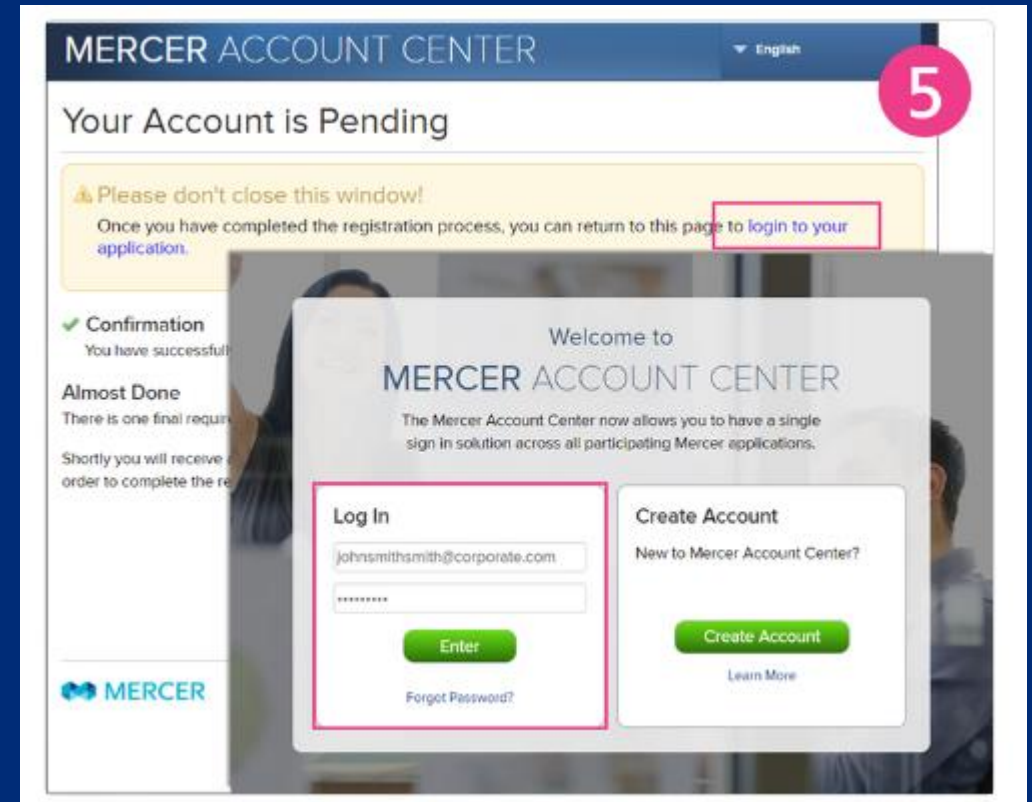 MERCER ACCOUNT CENTER
English
5
Your Account is Pending
Please don't close this window!
Once you have completed the registration process, you can return to this page to login to your
application.
Confirmation
You have successfull
Almost Done
There is one final requir
Shortly you will receive
order to complete the re
MERCER
Welcome to
MERCER ACCOUNT CENTER
The Mercer Account Center now allows you to have a single
sign in solution across all participating Mercer applications.
Log In
johnsmithsmith@corporate.com
•••••••••
Enter
Forgot Password?
Create Account
New to Mercer Account Center?
Create Account
Learn More